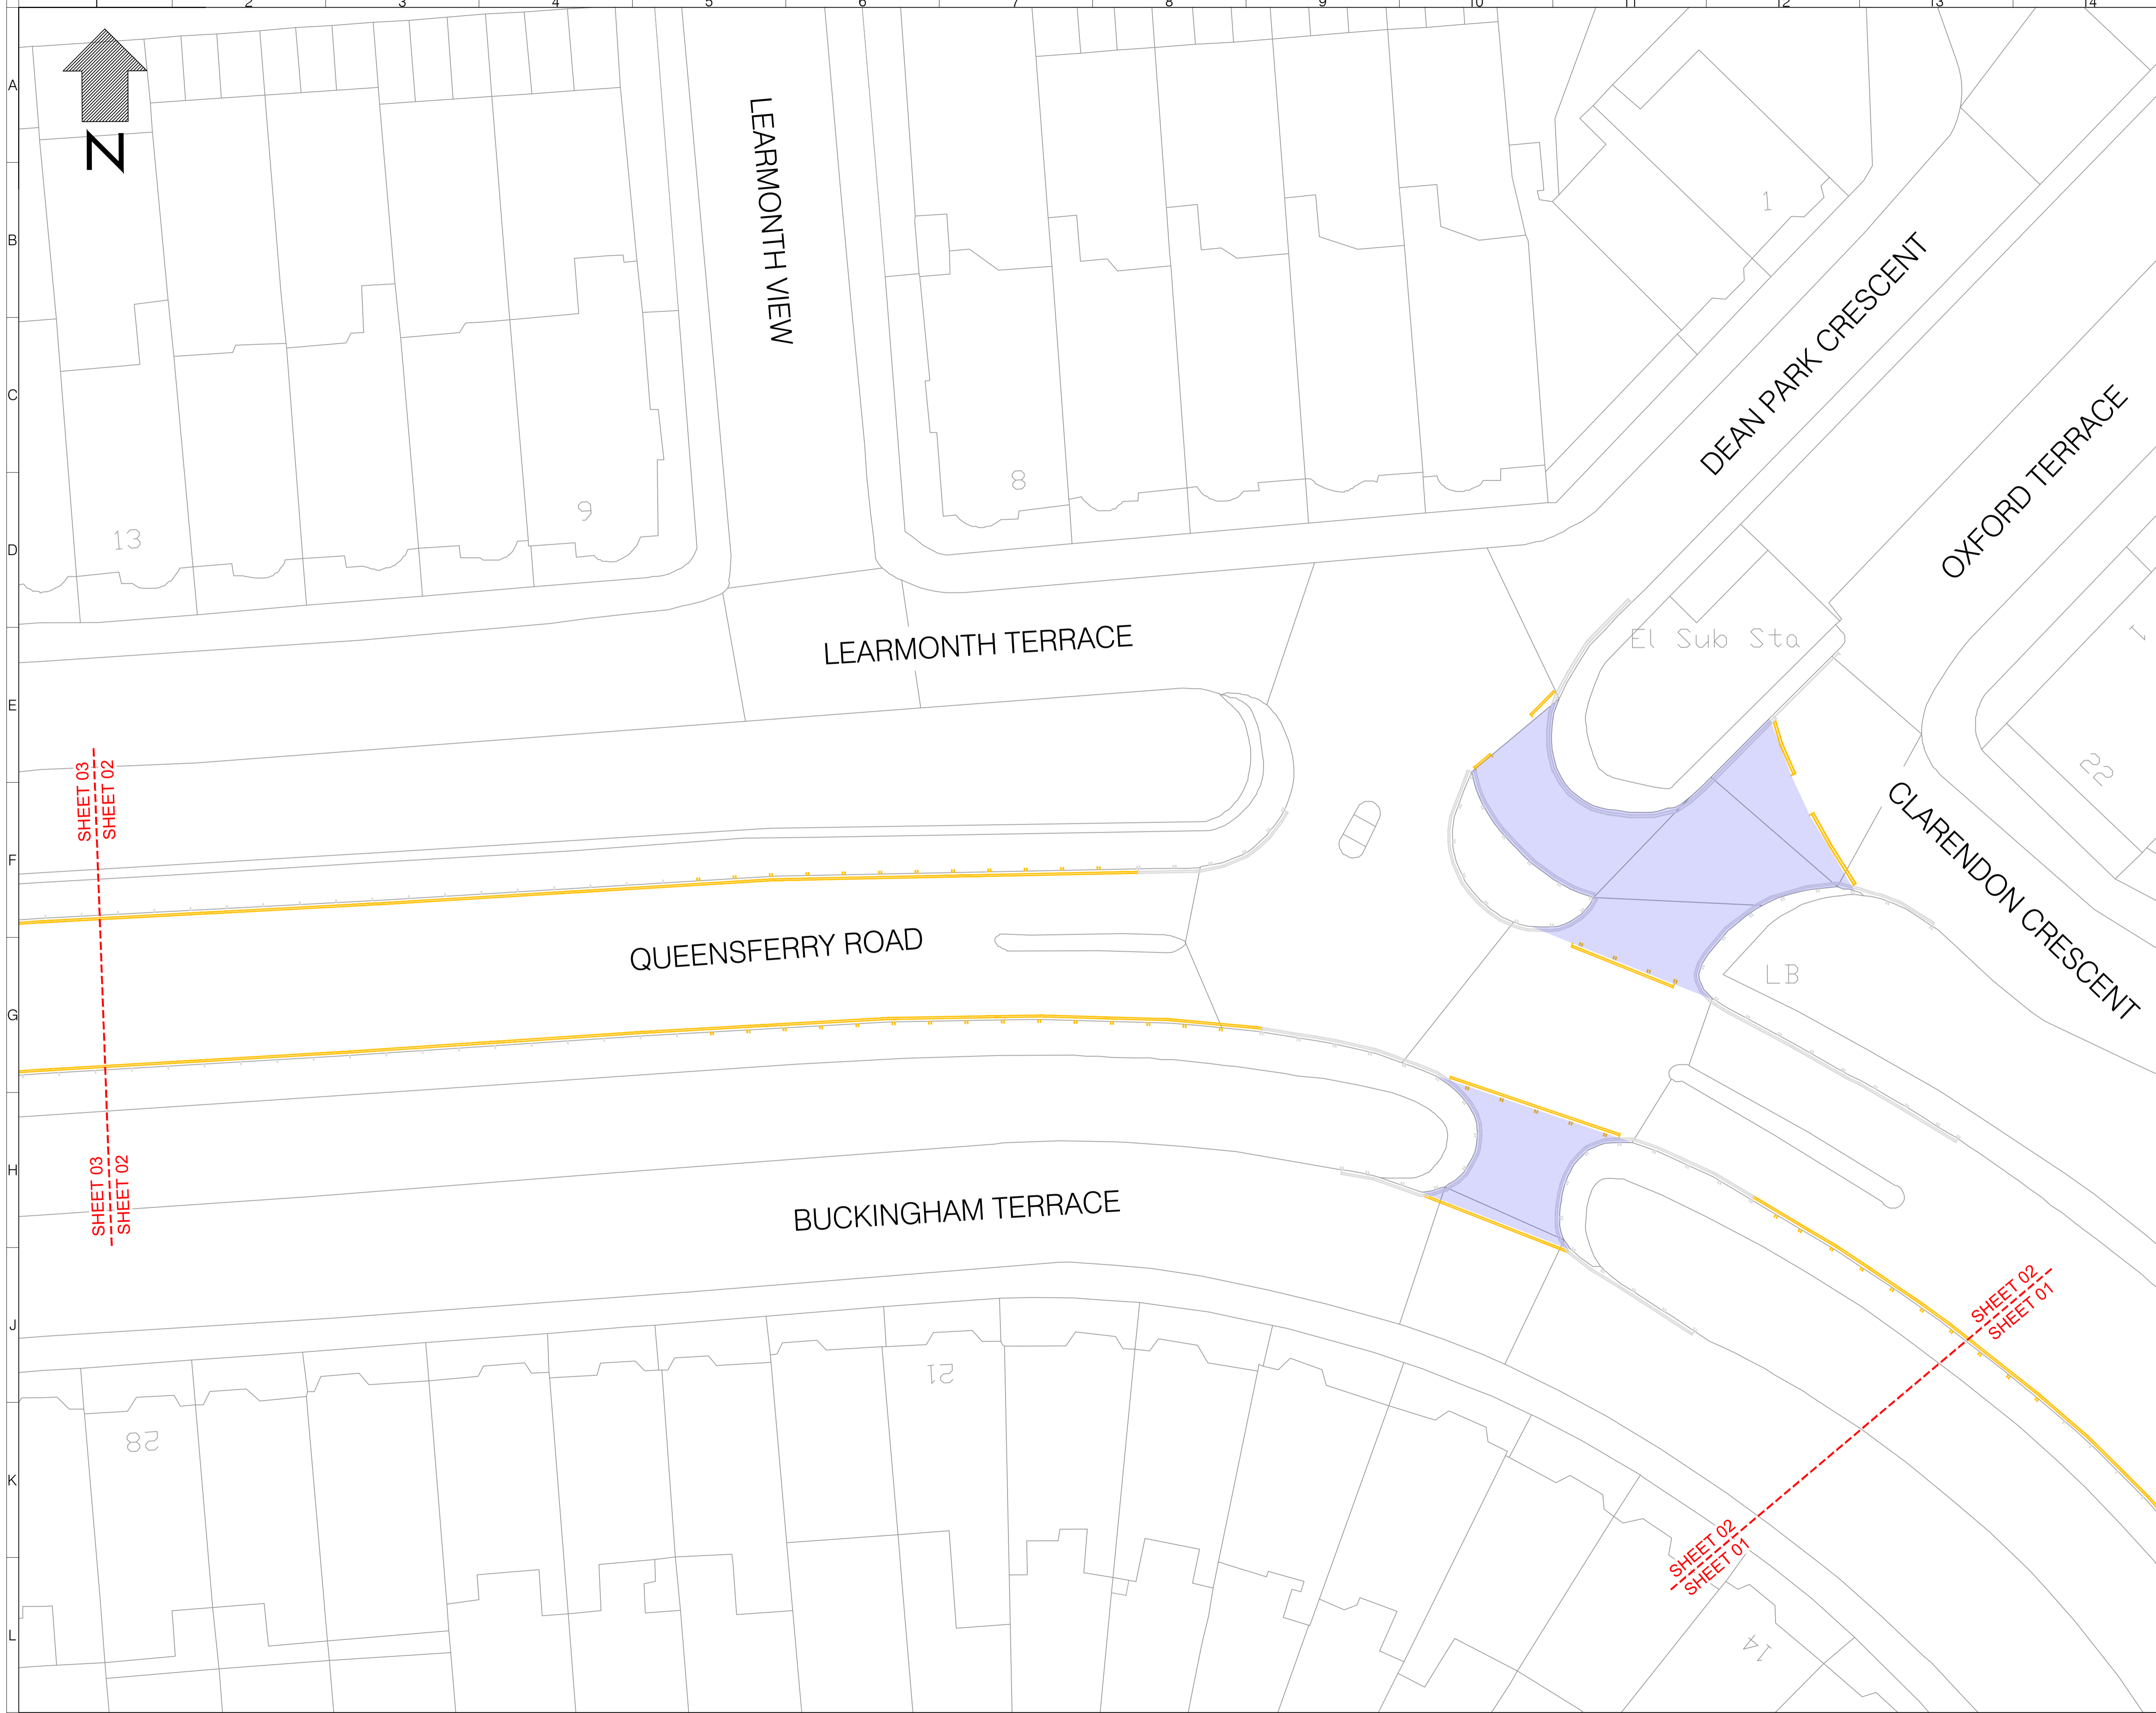 2 3 4 5 6 7 8 9 10 11 12 13 14
A
N
LEARMONTH VIEW
1
B
C
DEAN PARK CRESCENT
OXFORD TERRACE
8
9
13
D
El Sub Sta
1
LEARMONTH TERRACE
E
22
SHEET 03
SHEET 02
CLARENDON CRESCENT
F
QUEENSFERRY ROAD
LB
G
H
SHEET 03
SHEET 02
BUCKINGHAM TERRACE
SHEET 02
SHEET 01
J
21
28
K
SHEET 02
SHEET 01
L
14